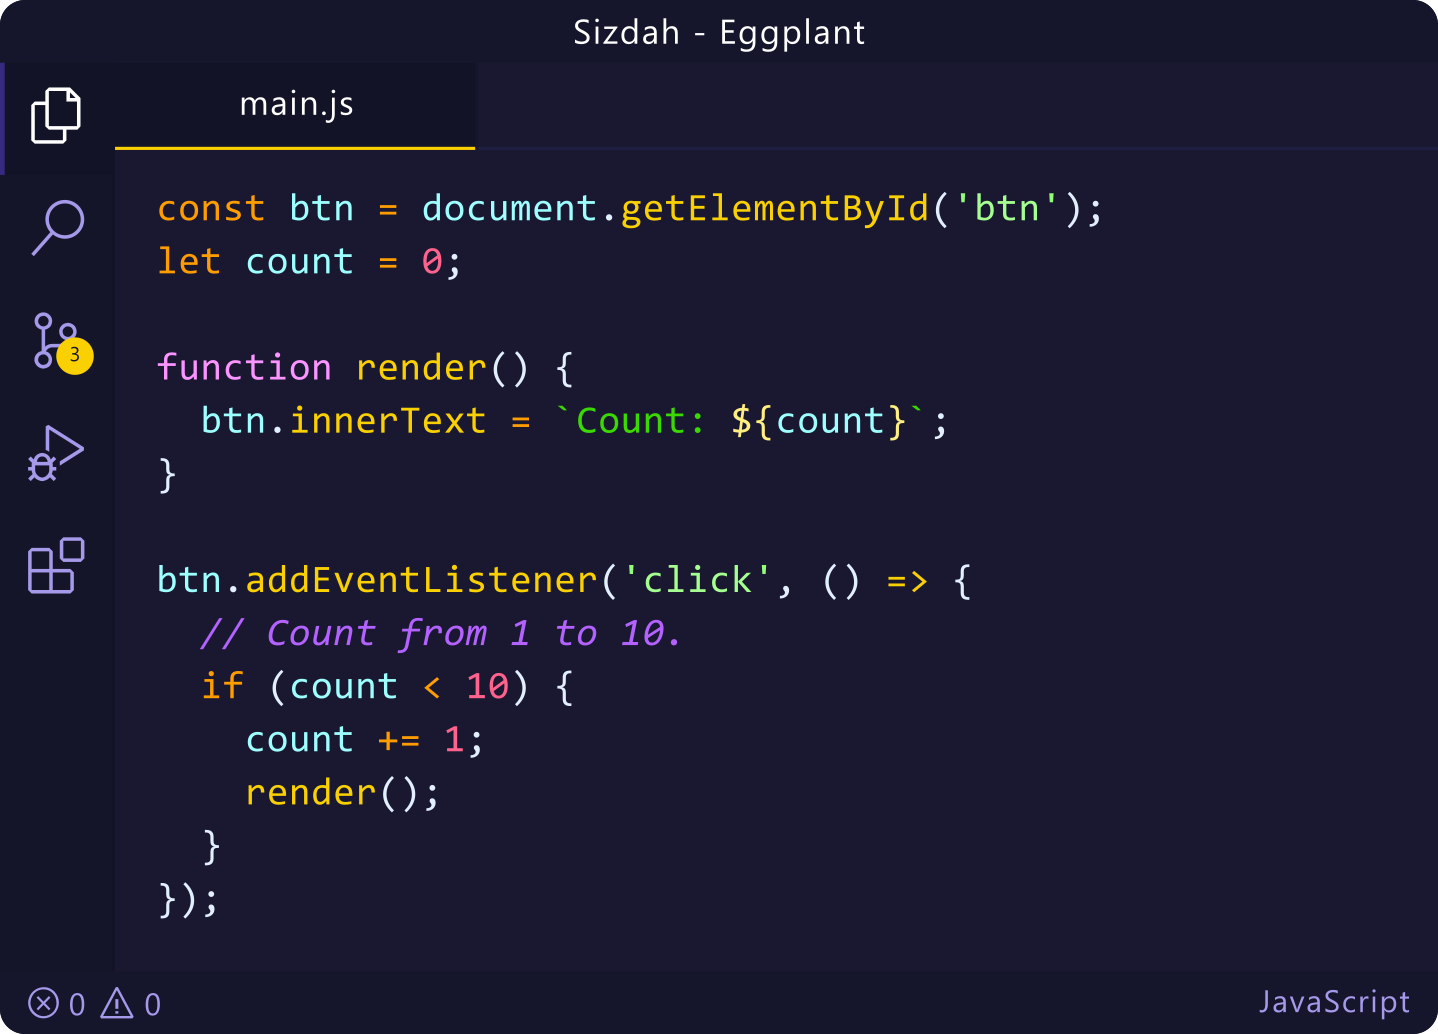 Sizdah - Eggplant
main.js
const btn = document.getElementById('btn');
let count = 0;
function render() {
  btn.innerText = `Count: ${count}`;
}
3
btn.addEventListener('click', () => {
  // Count from 1 to 10.
  if (count < 10) {
    count += 1;
    render();
  }
});
0 0
JavaScript